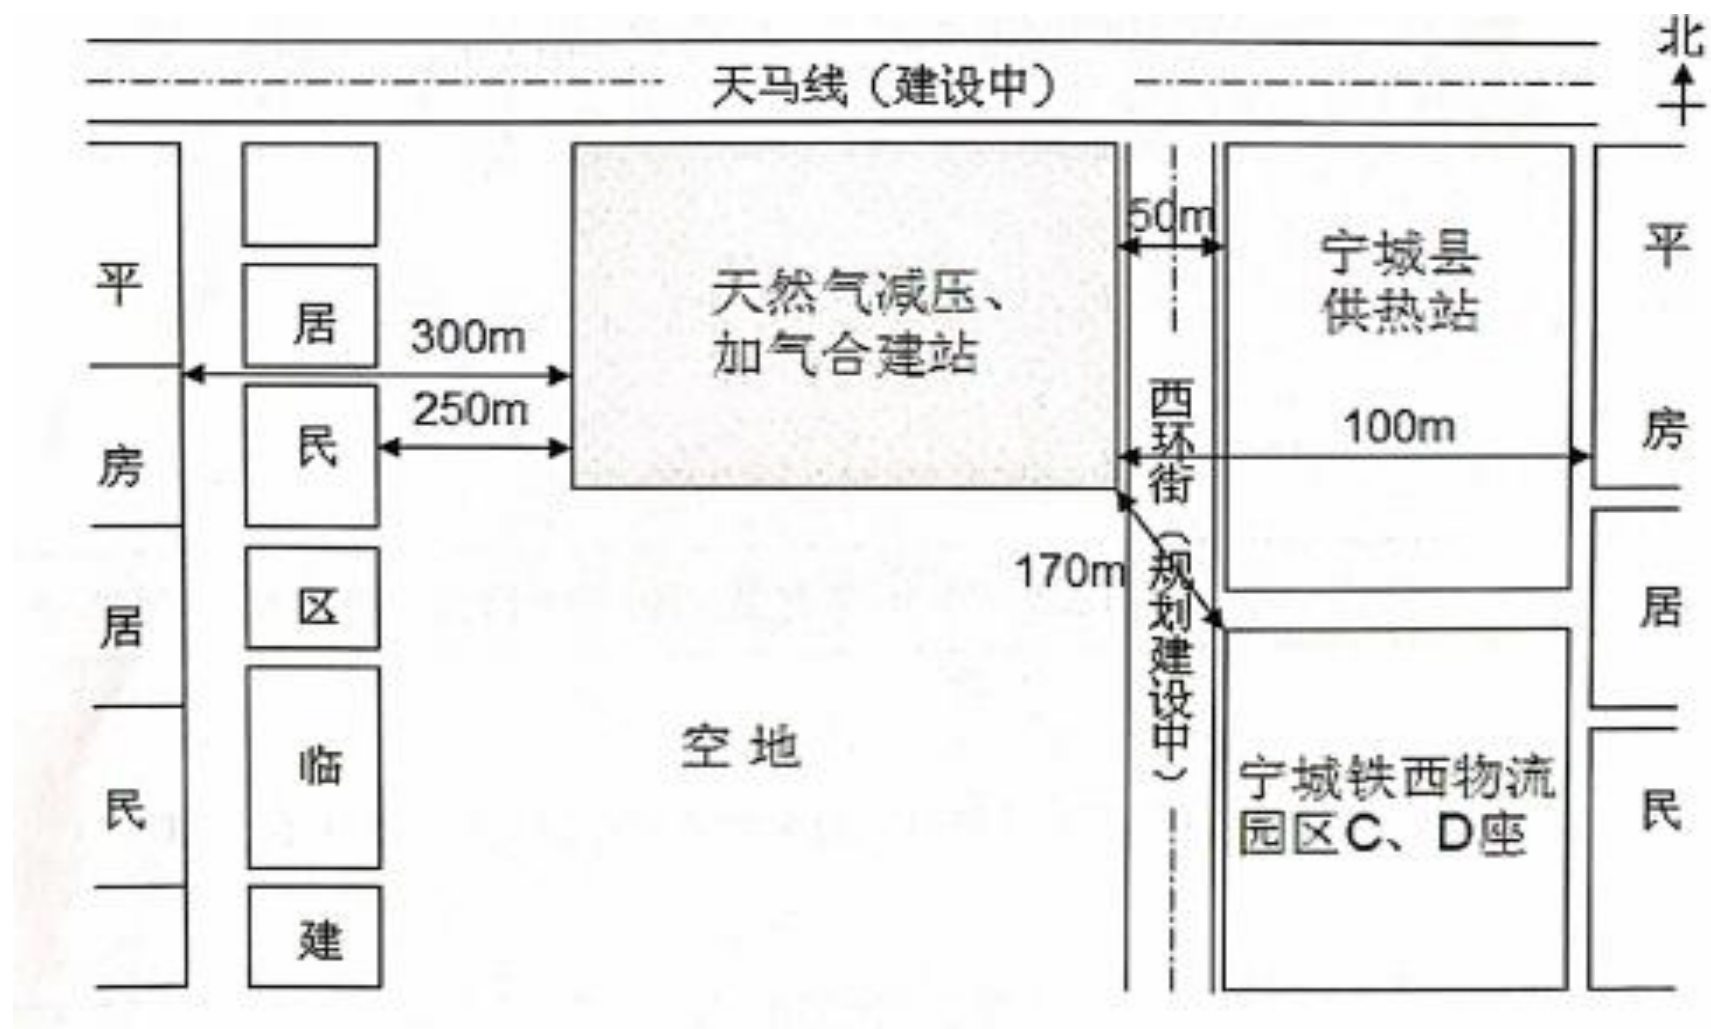 北
天马线（建设中）
平
房
居
民
居
民
区
临
建
300m
250m
天然气减压、
加气合建站
空地
50m
西环街（规划建设中）
170m
宁城县
供热站
100m
宁城铁西物流
园区C、D座
平
房
居
民